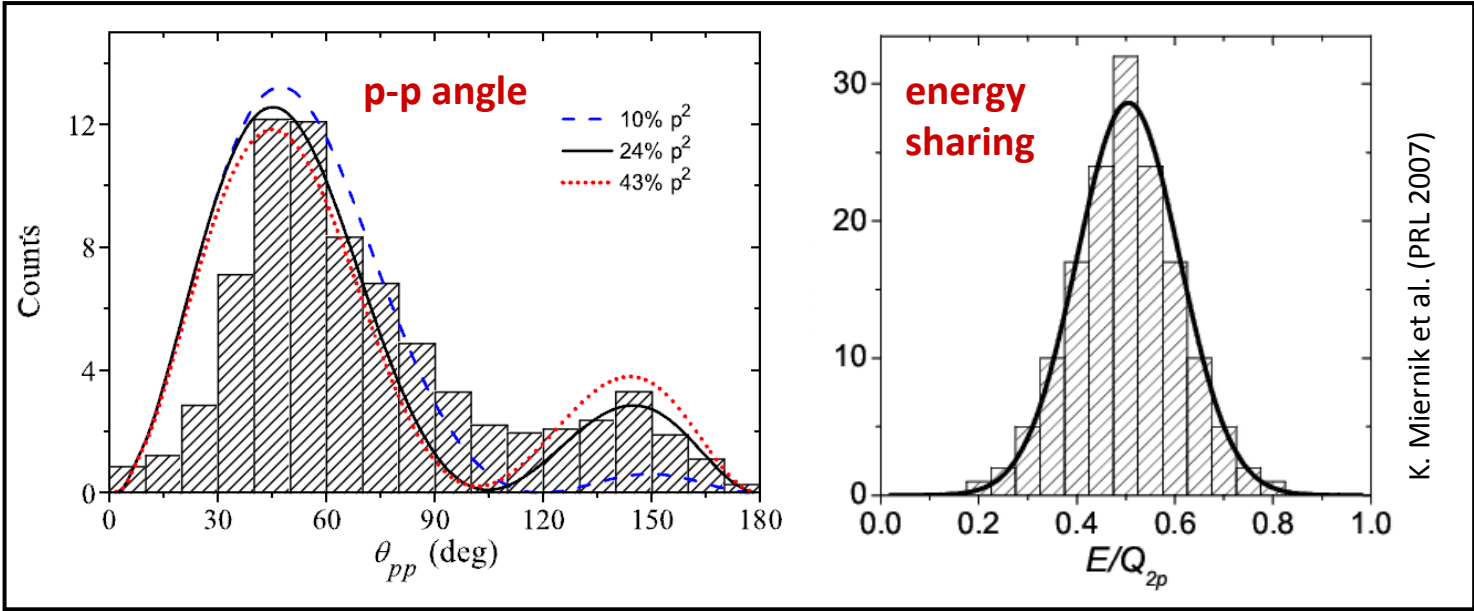 p-p angle
10% p²
24% p²
43% p²
Counts
12
8
4
0
0 30 60 90 120 150 180
θpp (deg)
energy
sharing
30
20
10
0
0.0 0.2 0.4 0.6 0.8 1.0
E/Q2p
K. Miernik et al. (PRL 2007)